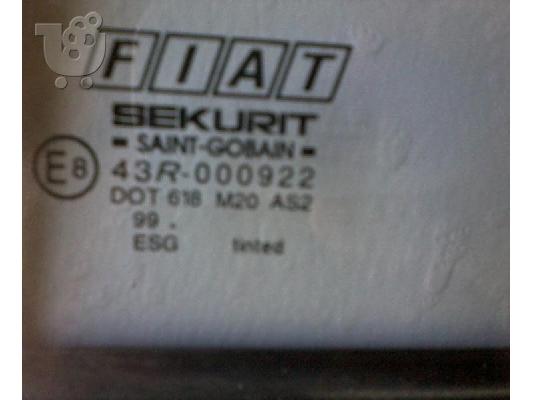 FIAT
SEKURIT
- SAINT-GOBAIN -
E8 43R-000922
DOT 618 M20 AS2
99 .
ESG tinted